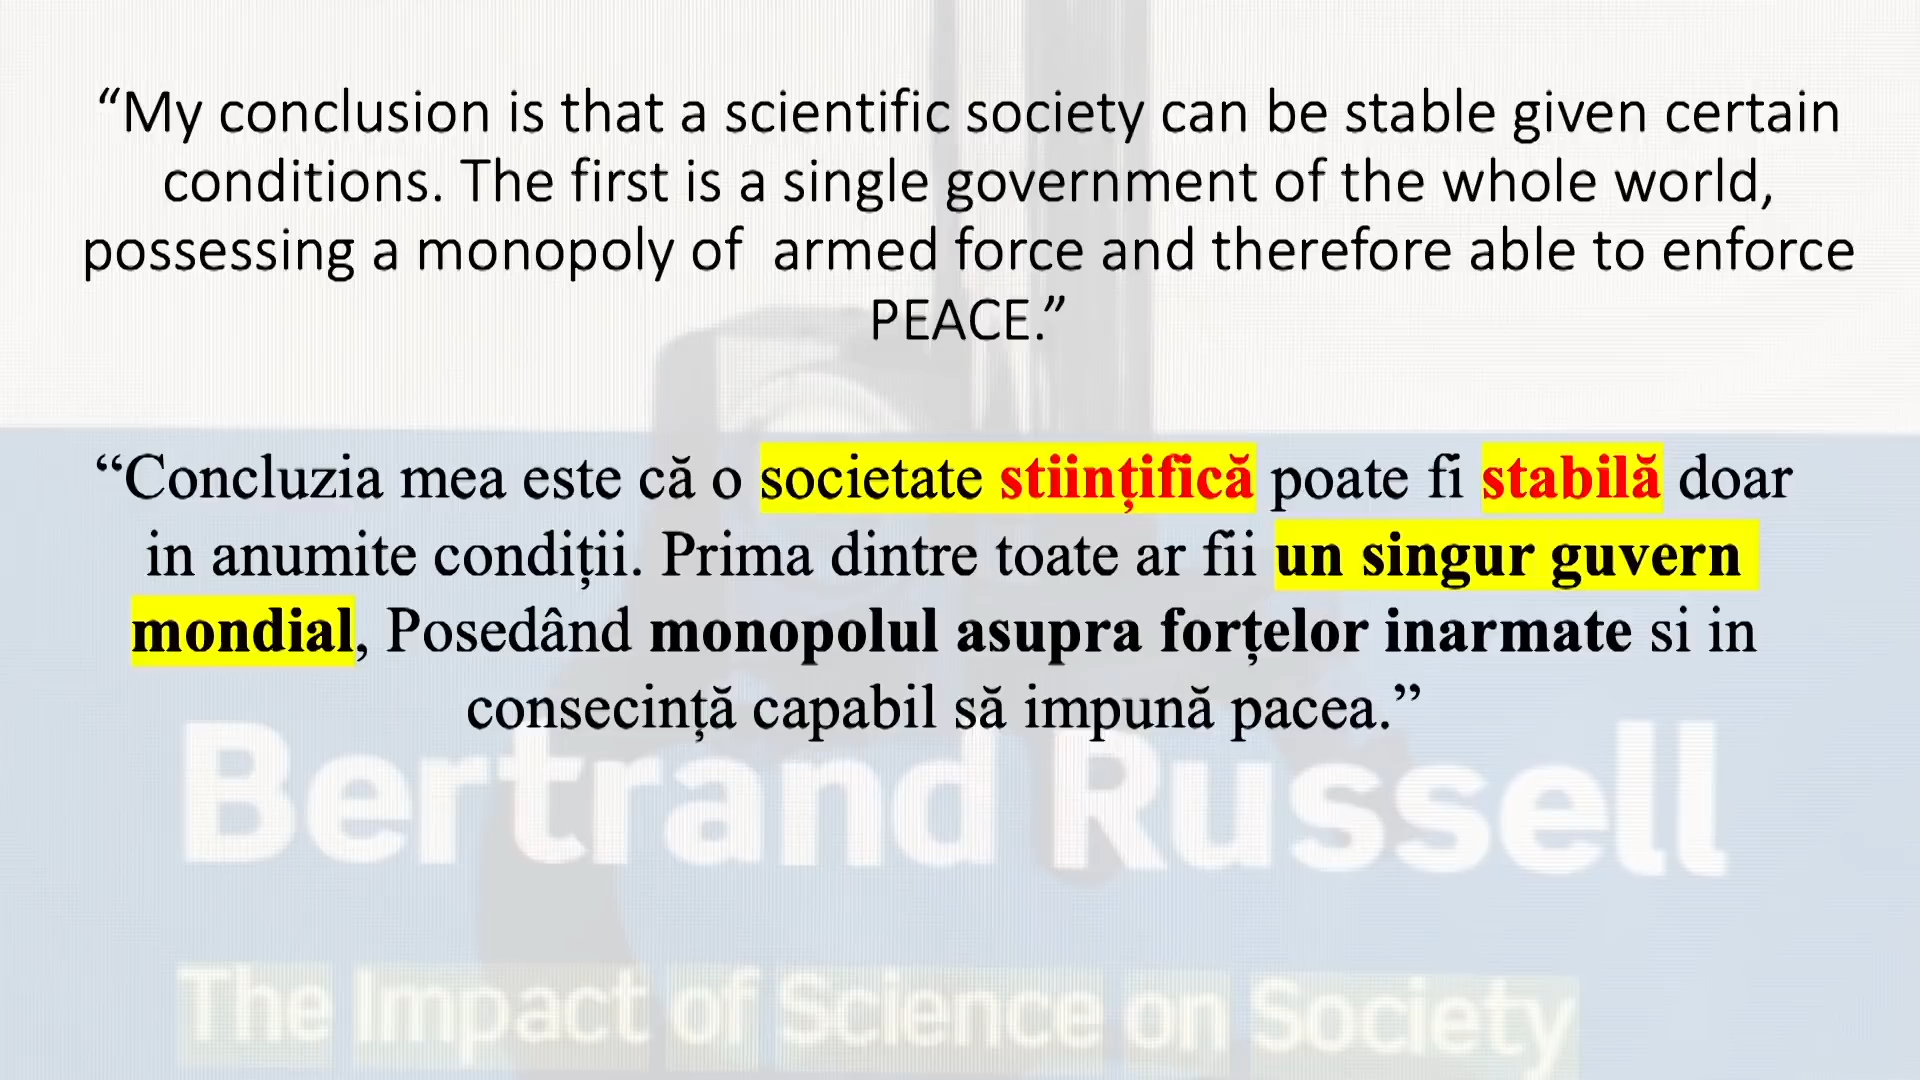 “My conclusion is that a scientific society can be stable given certain
conditions. The first is a single government of the whole world,
possessing a monopoly of  armed force and therefore able to enforce
PEACE.”
“Concluzia mea este că o societate stiințifică poate fi stabilă doar
in anumite condiții. Prima dintre toate ar fii un singur guvern
mondial, Posedând monopolul asupra forțelor inarmate si in
consecință capabil să impună pacea.”
Bertrand Russell
The Impact of Science on Society